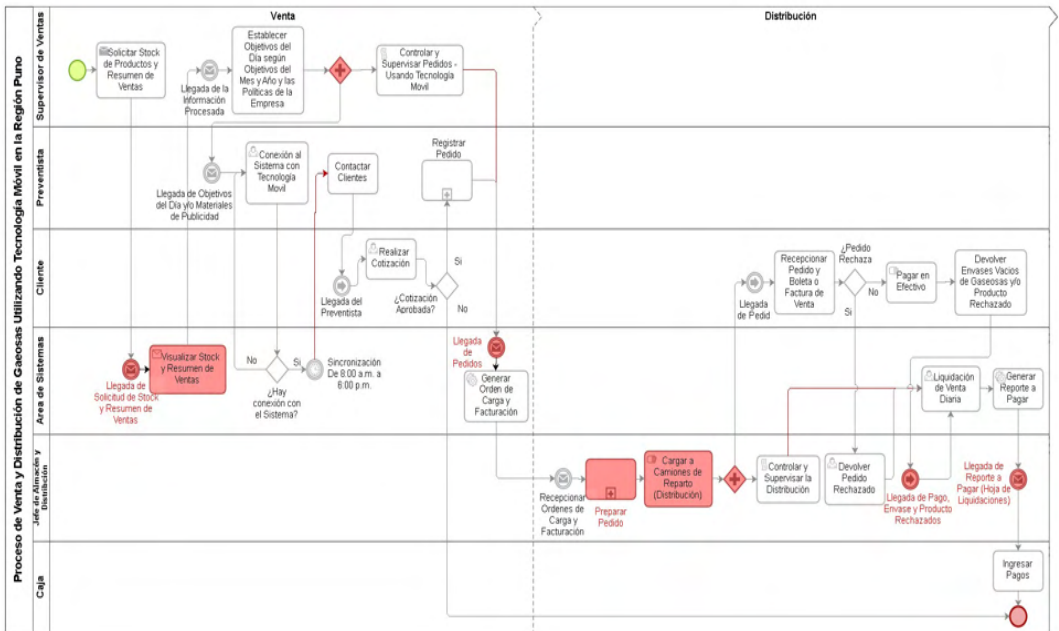 Proceso de Venta y Distribución de Gaeosas Utilizando Tecnología Móvil en la Región Puno
Venta
Distribución
Supervisor de Ventas
Solicitar Stock
de Productos y
Resumen de
Ventas
Llegada de la
Información
Procesada
Establecer
Objetivos del
Día según
Objetivos del
Mes y Año y las
Políticas de la
Empresa
Controlar y
Supervisar Pedidos -
Usando Tecnología
Movil
Preventista
Llegada de Objetivos
del Día y/o Materiales
de Publicidad
Conexión al
Sistema con
Tecnología
Movil
Contactar
Clientes
Registrar
Pedido
Cliente
Llegada del
Preventista
Realizar
Cotización
¿Cotización
Aprobada?
Si
No
Llegada
de Pedid
Recepcionar
Pedido y
Boleta o
Factura de
Venta
¿Pedido
Rechaza
No
Si
Pagar en
Efectivo
Devolver
Envases Vacios
de Gaseosas y/o
Producto
Rechazado
Area de Sistemas
Llegada de
Solicitud de Stock
y Resumen de
Ventas
Visualizar Stock
y Resumen de
Ventas
No
Si
¿Hay
conexión con
el Sistema?
Sincronización
De 8:00 a.m. a
6:00 p.m.
Llegada
de
Pedidos
Generar
Orden de
Carga y
Facturación
Liquidación
de Venta
Diaria
Generar
Reporte a
Pagar
Jefe de Almacén y
Distribución
Recepcionar
Ordenes de
Carga y
Facturación
Preparar
Pedido
Cargar a
Camiones de
Reparto
(Distribución)
Controlar y
Supervisar la
Distribución
Devolver
Pedido
Rechazado
Llegada de Pago,
Envase y Producto
Rechazados
Llegada de
Reporte a
Pagar (Hoja de
Liquidaciones)
Caja
Ingresar
Pagos